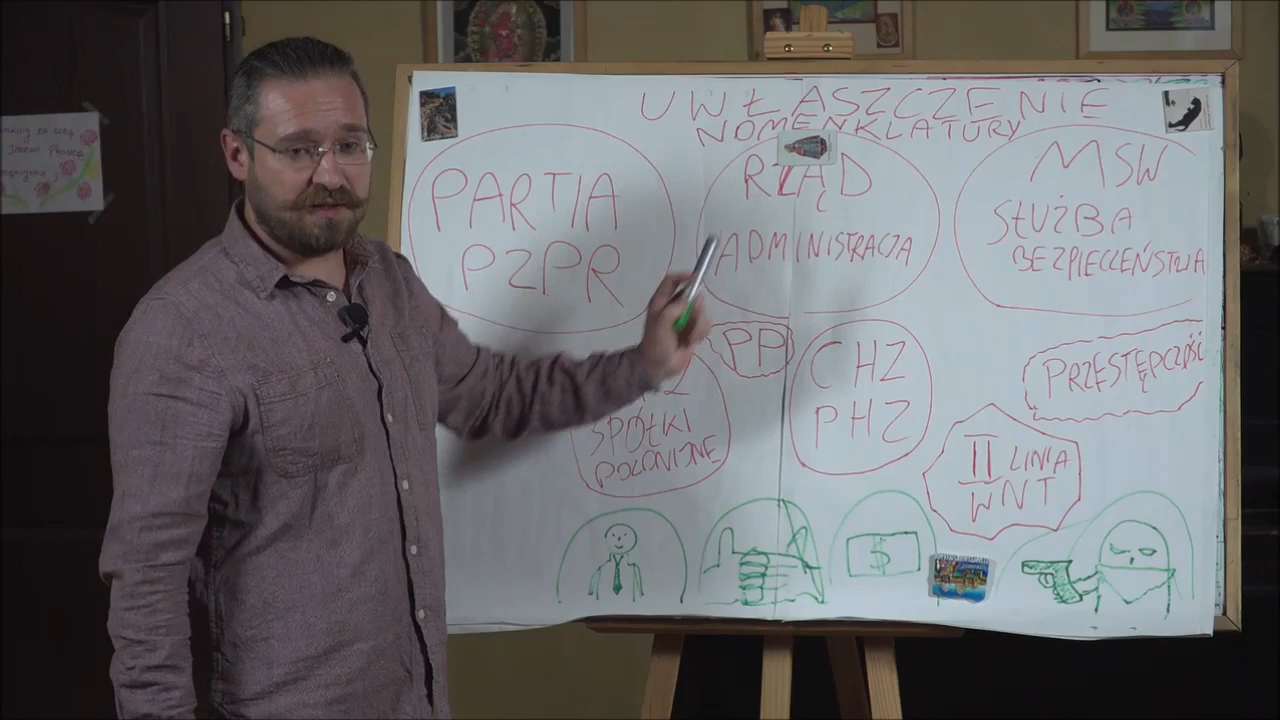 UWŁASZCZENIE
NOMENKLATURY
PARTIA
PZPR
RZĄD
ADMINISTRACJA
MSW
SŁUŻBA
BEZPIECZEŃSTWA
PP
SPÓŁKI
POLONIJNE
CHZ
PHZ
PRZESTĘPCZOŚĆ
II LINIA
WNT
$